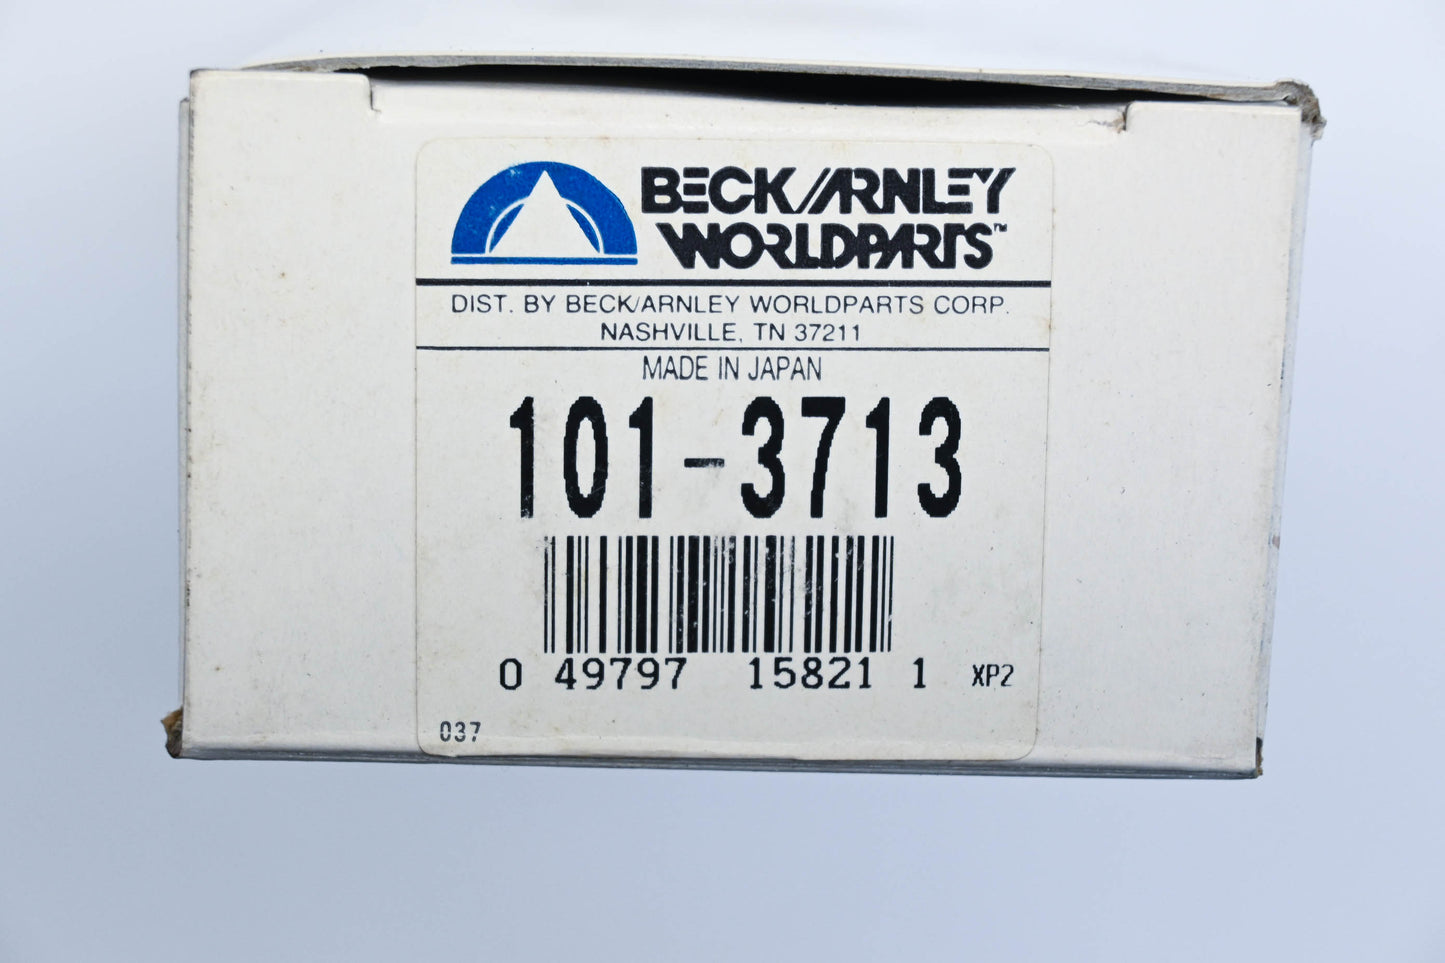 BECK/ARNLEY
WORLDPARTS™
DIST. BY BECK/ARNLEY WORLDPARTS CORP.
NASHVILLE, TN 37211
MADE IN JAPAN
101-3713
0 49797 15821 1 XP2
037